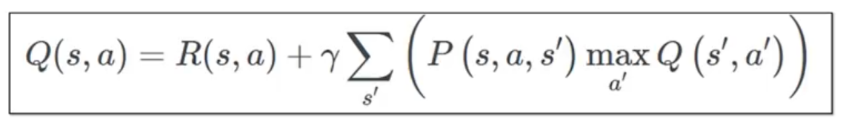 Q(s, a) = R(s, a) + γ ∑_{s′} ( P (s, a, s′) max_{a′} Q (s′, a′) )